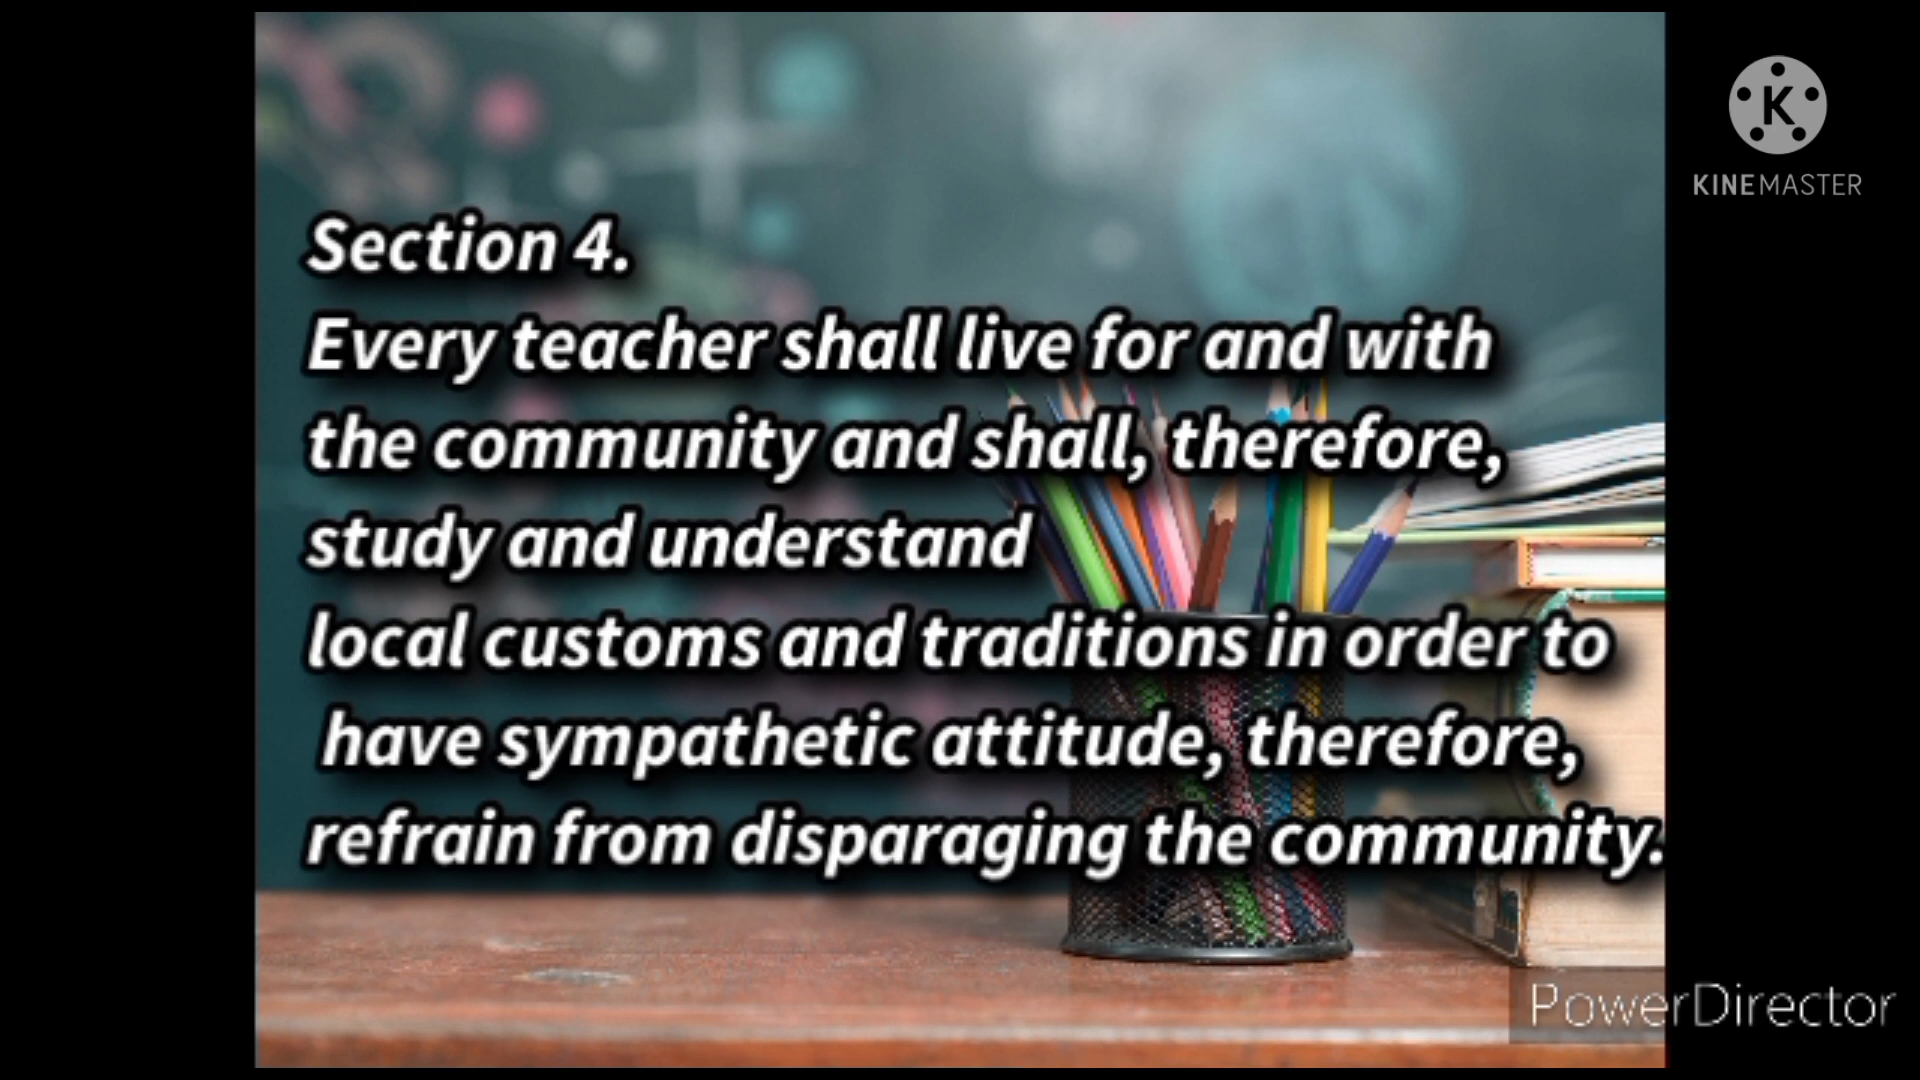 KINEMASTER
Section 4.
Every teacher shall live for and with
the community and shall, therefore,
study and understand
local customs and traditions in order to
have sympathetic attitude, therefore,
refrain from disparaging the community.
PowerDirector